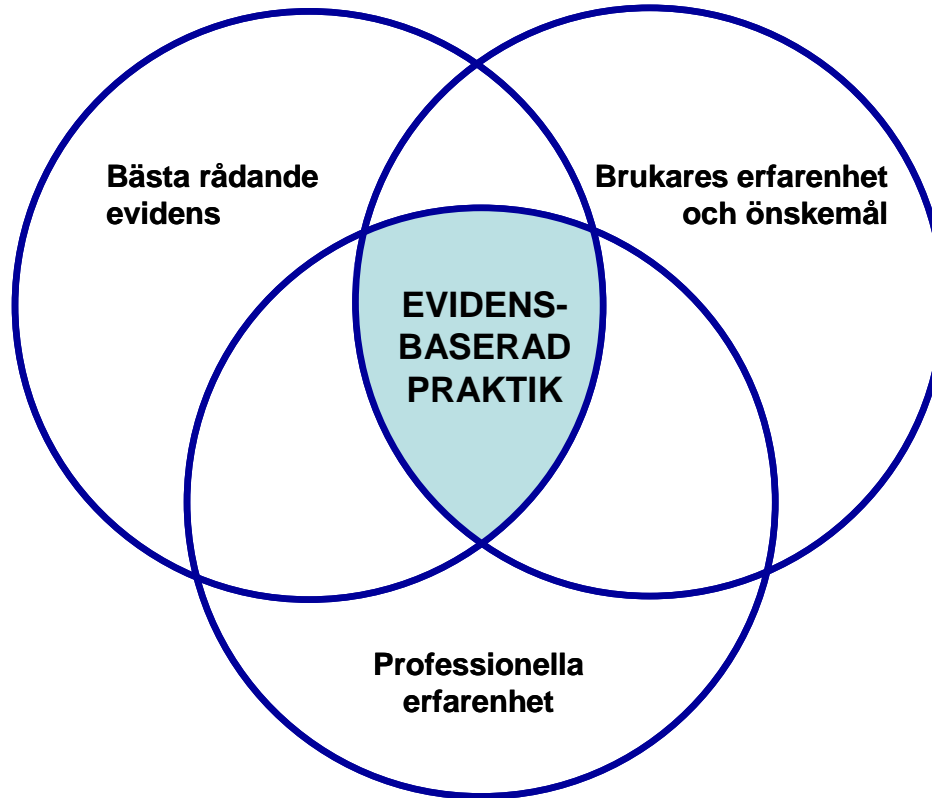 Bästa rådande
evidens
Brukares erfarenhet
och önskemål
EVIDENS-
BASERAD
PRAKTIK
Professionella
erfarenhet